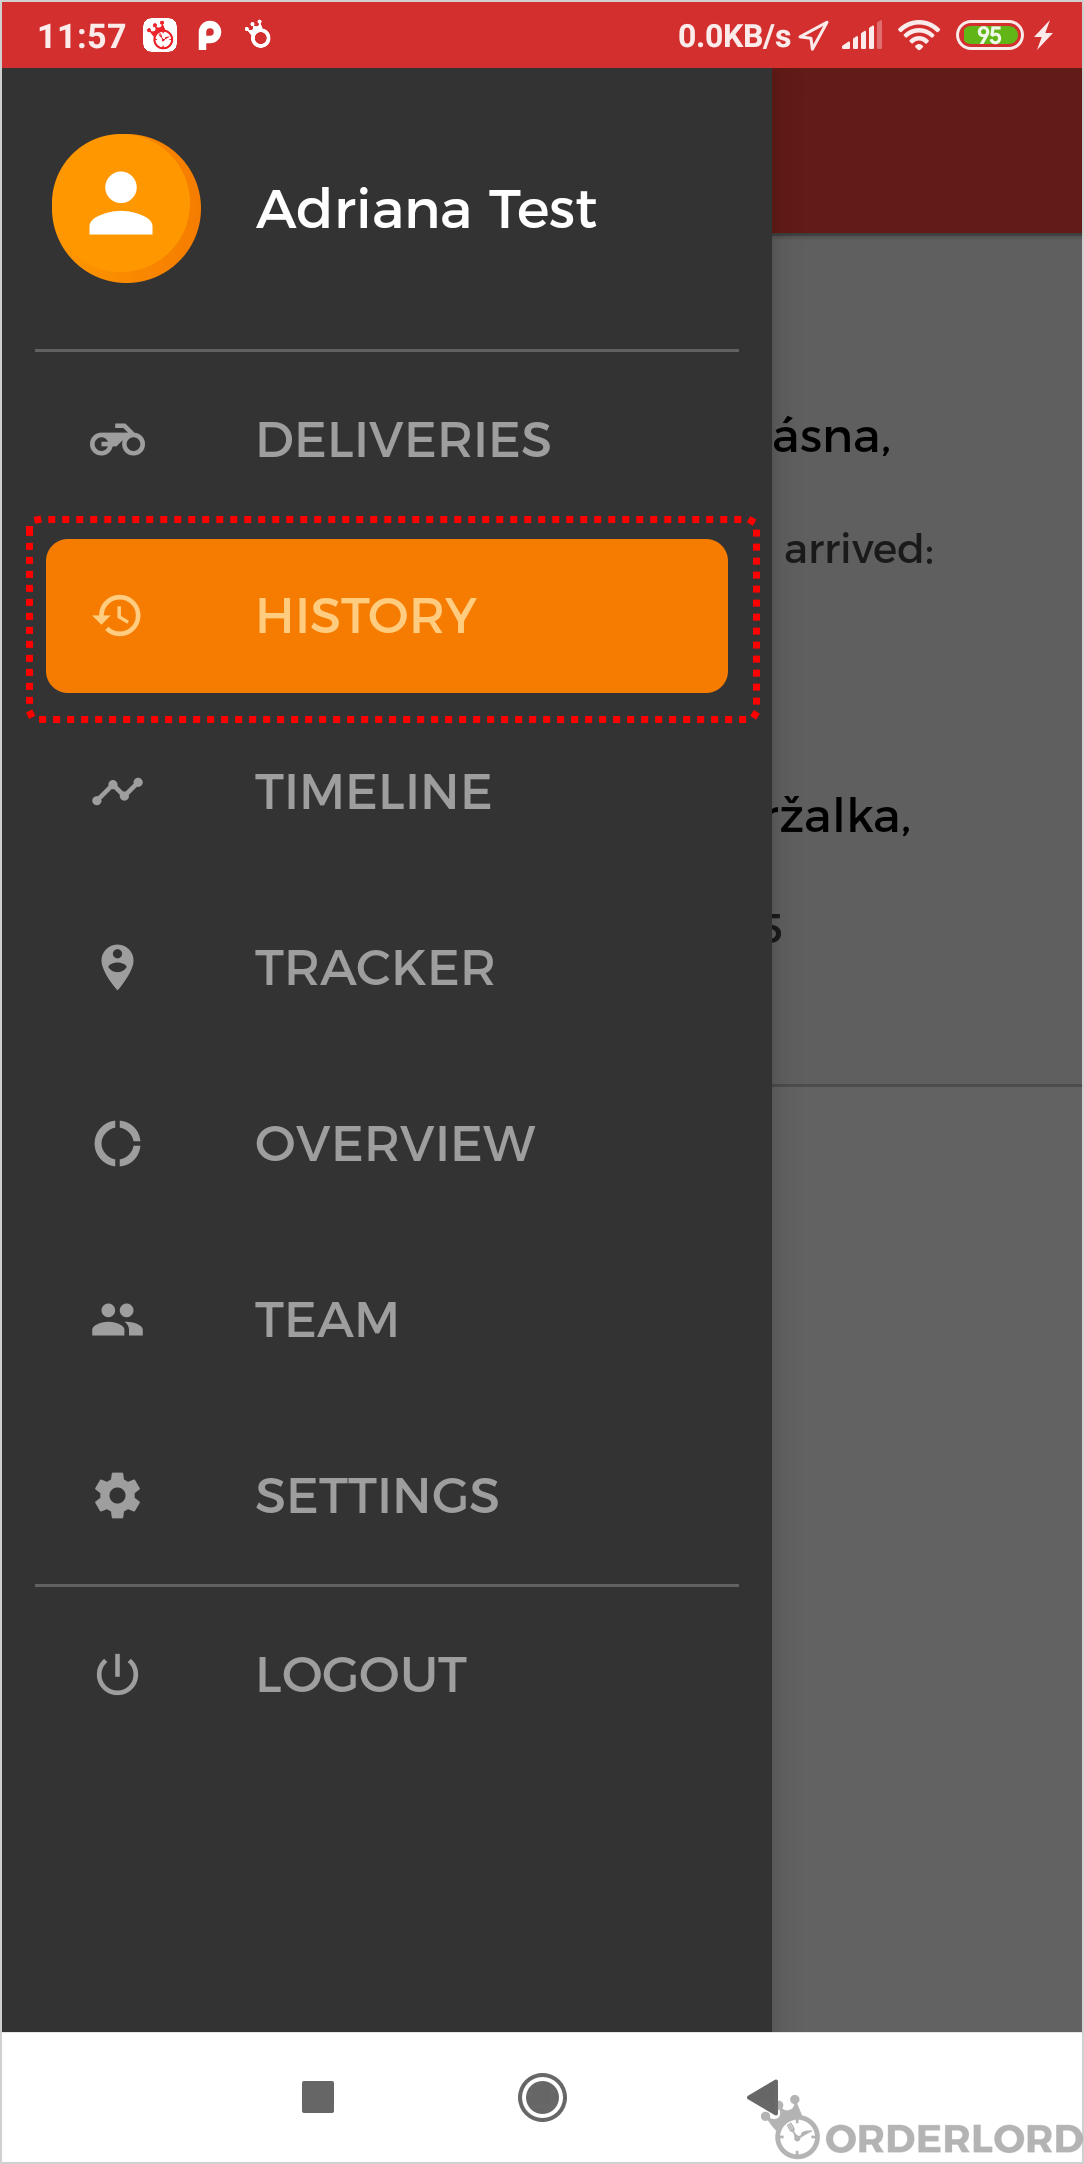 11:57 0.0KB/s 95
Adriana Test
DELIVERIES
ásna,
arrived:
HISTORY
TIMELINE
ržalka,
5
TRACKER
OVERVIEW
TEAM
SETTINGS
LOGOUT
ORDERLORD